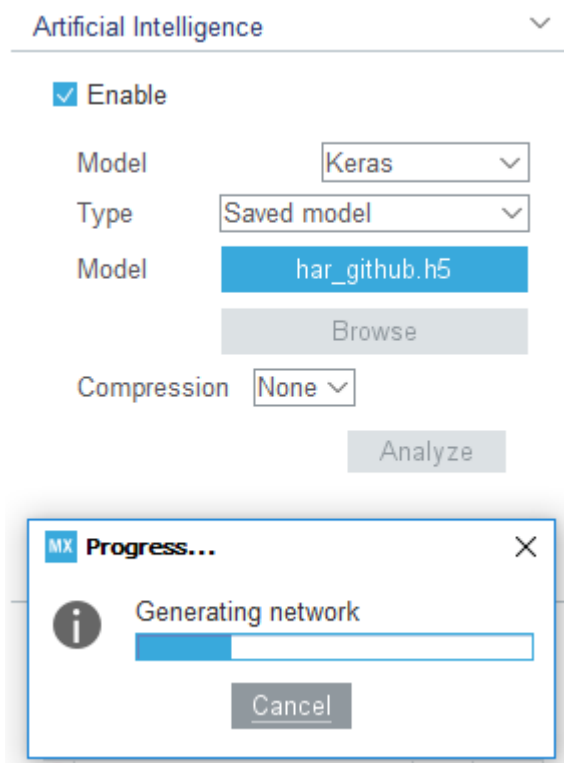 Artificial Intelligence
Enable
Model Keras
Type Saved model
Model har_github.h5
Browse
Compression None
Analyze
MX Progress...
Generating network
Cancel